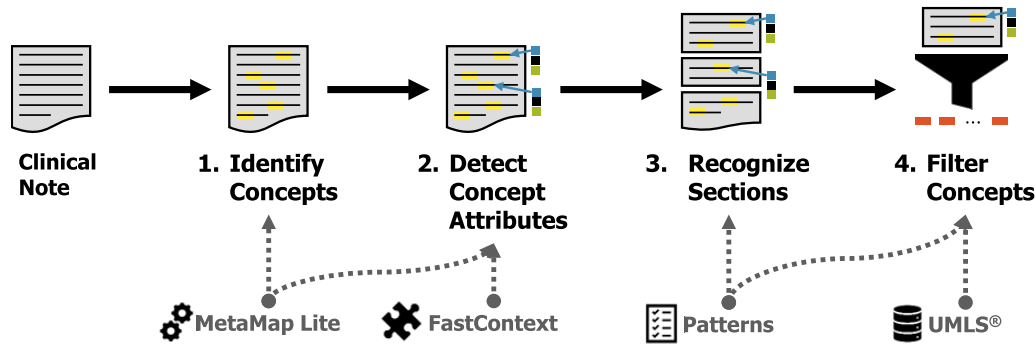 Clinical
Note
1. Identify
Concepts
2. Detect
Concept
Attributes
3. Recognize
Sections
4. Filter
Concepts
...
MetaMap Lite
FastContext
Patterns
UMLS®